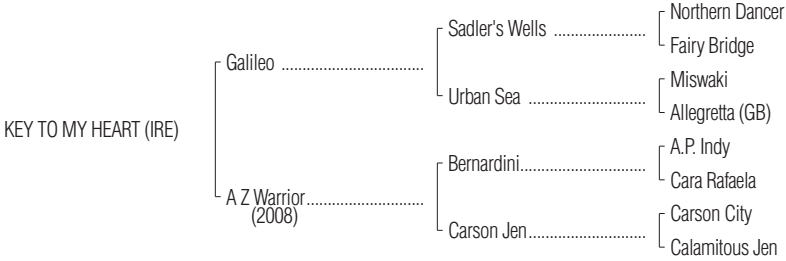 KEY TO MY HEART (IRE)
Galileo ................................
A Z Warrior..........................
(2008)
Sadler's Wells .....................
Urban Sea ...........................
Bernardini.............................
Carson Jen...........................
Northern Dancer
Fairy Bridge
Miswaki
Allegretta (GB)
A.P. Indy
Cara Rafaela
Carson City
Calamitous Jen